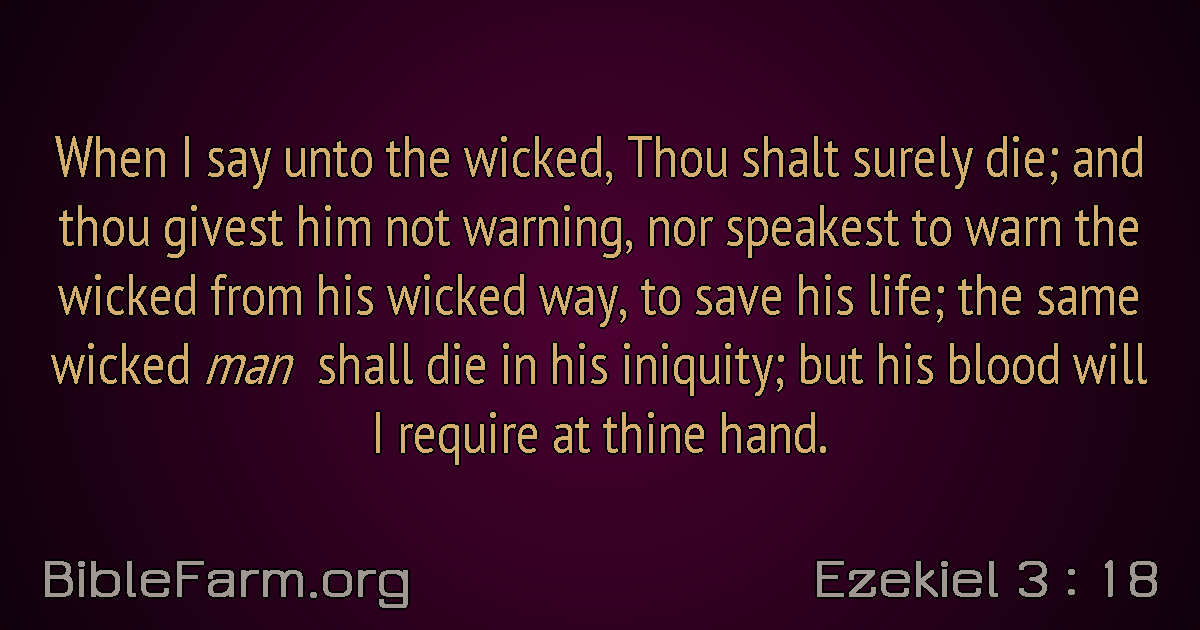 When I say unto the wicked, Thou shalt surely die; and
thou givest him not warning, nor speakest to warn the
wicked from his wicked way, to save his life; the same
wicked man shall die in his iniquity; but his blood will
I require at thine hand.
BibleFarm.org
Ezekiel 3 : 18